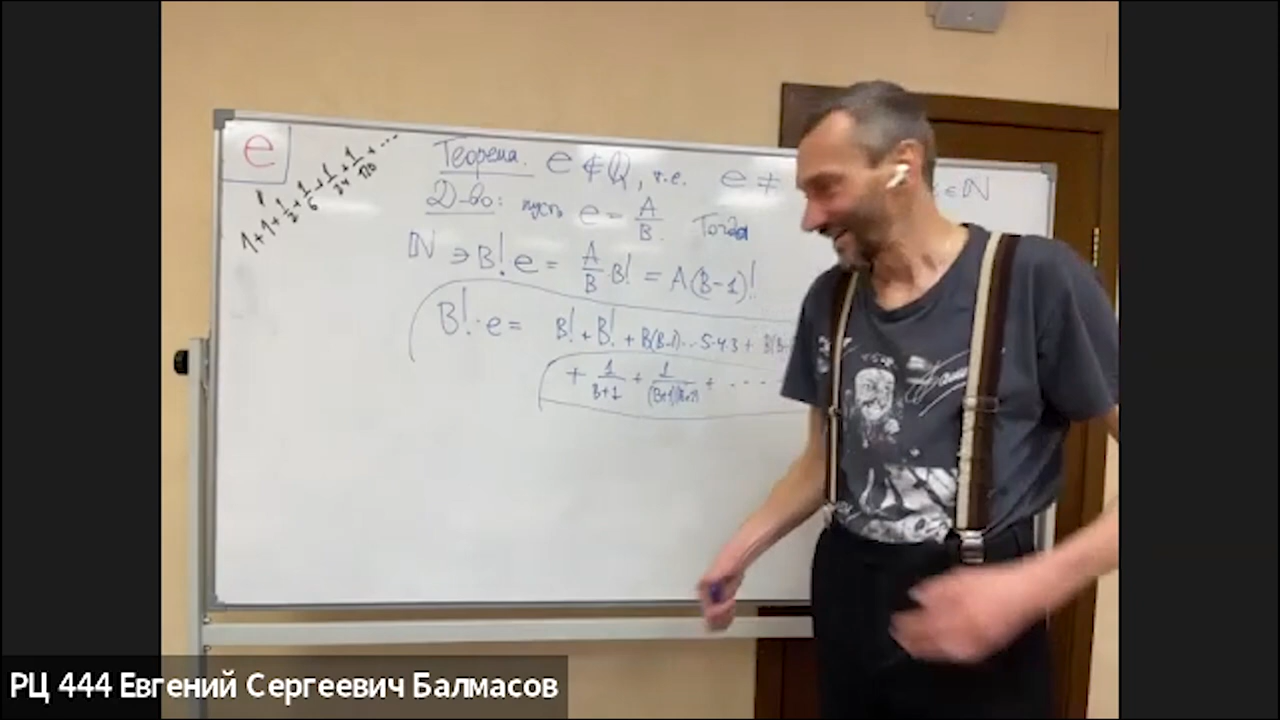 e
1+1+1/2+1/6+1/24+1/120+...
Теорема. e ∉ ℚ, т.е. e ≠ ∈ ℕ
Д-во: пусть e = A/B. Тогда
ℕ ∋ B! e = A/B · B! = A(B-1)!
B! · e = B! + B! + B(B-1)...5·4·3 + B(B-
+ 1/(B+1) + 1/((B+1)(B+2)) + ....
РЦ 444 Евгений Сергеевич Балмасов